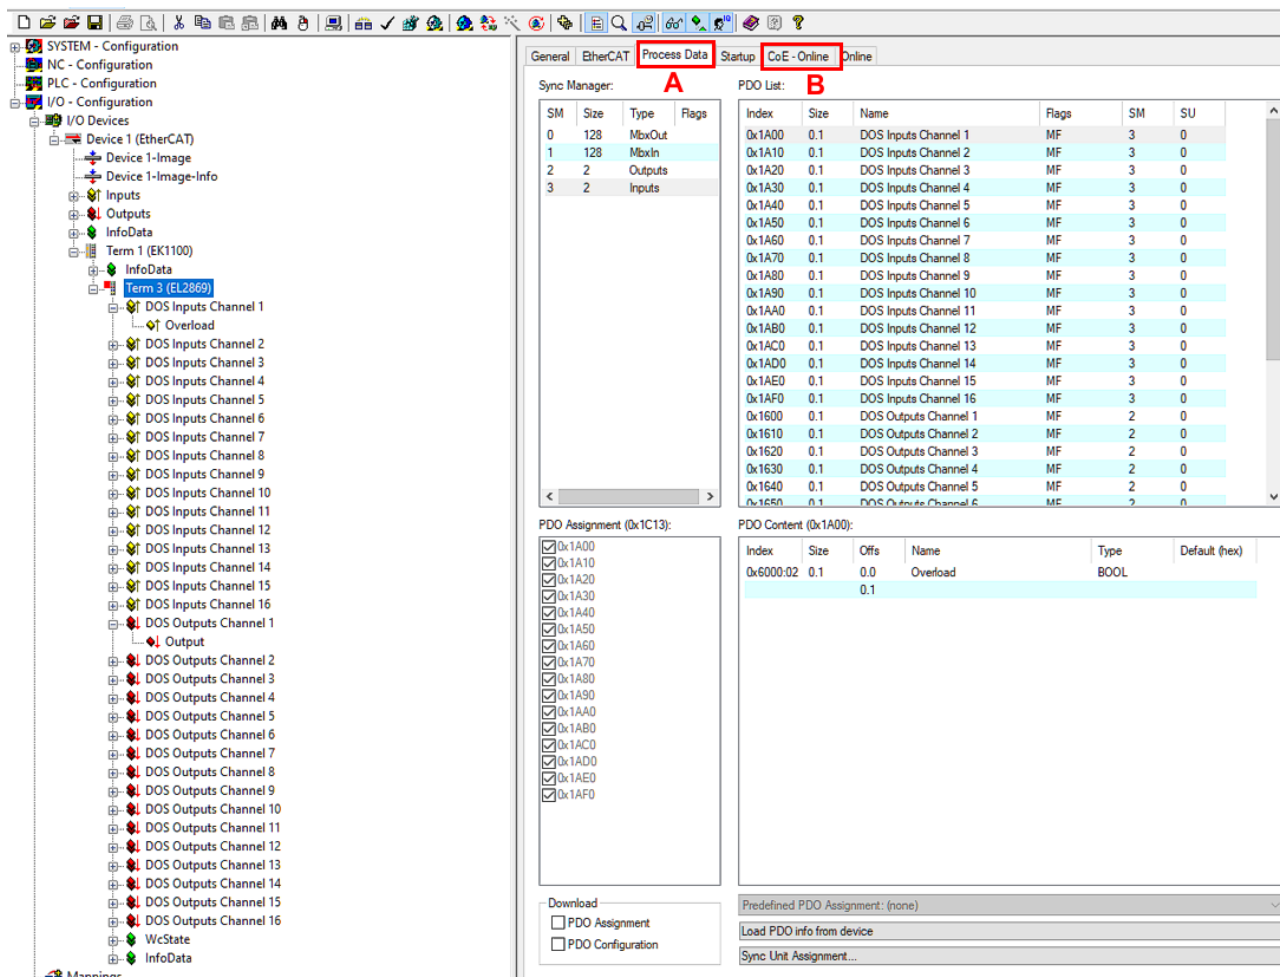 SYSTEM - Configuration
NC - Configuration
PLC - Configuration
I/O - Configuration
I/O Devices
Device 1 (EtherCAT)
Device 1-Image
Device 1-Image-Info
Inputs
Outputs
InfoData
Term 1 (EK1100)
InfoData
Term 3 (EL2869)
DOS Inputs Channel 1
Overload
DOS Inputs Channel 2
DOS Inputs Channel 3
DOS Inputs Channel 4
DOS Inputs Channel 5
DOS Inputs Channel 6
DOS Inputs Channel 7
DOS Inputs Channel 8
DOS Inputs Channel 9
DOS Inputs Channel 10
DOS Inputs Channel 11
DOS Inputs Channel 12
DOS Inputs Channel 13
DOS Inputs Channel 14
DOS Inputs Channel 15
DOS Inputs Channel 16
DOS Outputs Channel 1
Output
DOS Outputs Channel 2
DOS Outputs Channel 3
DOS Outputs Channel 4
DOS Outputs Channel 5
DOS Outputs Channel 6
DOS Outputs Channel 7
DOS Outputs Channel 8
DOS Outputs Channel 9
DOS Outputs Channel 10
DOS Outputs Channel 11
DOS Outputs Channel 12
DOS Outputs Channel 13
DOS Outputs Channel 14
DOS Outputs Channel 15
DOS Outputs Channel 16
WcState
InfoData
Mappings
General EtherCAT Process Data Startup CoE - Online Online
A B
Sync Manager:
SM Size Type Flags
0 128 MbxOut
1 128 MbxIn
2 2 Outputs
3 2 Inputs
PDO List:
Index Size Name Flags SM SU
0x1A00 0.1 DOS Inputs Channel 1 MF 3 0
0x1A10 0.1 DOS Inputs Channel 2 MF 3 0
0x1A20 0.1 DOS Inputs Channel 3 MF 3 0
0x1A30 0.1 DOS Inputs Channel 4 MF 3 0
0x1A40 0.1 DOS Inputs Channel 5 MF 3 0
0x1A50 0.1 DOS Inputs Channel 6 MF 3 0
0x1A60 0.1 DOS Inputs Channel 7 MF 3 0
0x1A70 0.1 DOS Inputs Channel 8 MF 3 0
0x1A80 0.1 DOS Inputs Channel 9 MF 3 0
0x1A90 0.1 DOS Inputs Channel 10 MF 3 0
0x1AA0 0.1 DOS Inputs Channel 11 MF 3 0
0x1AB0 0.1 DOS Inputs Channel 12 MF 3 0
0x1AC0 0.1 DOS Inputs Channel 13 MF 3 0
0x1AD0 0.1 DOS Inputs Channel 14 MF 3 0
0x1AE0 0.1 DOS Inputs Channel 15 MF 3 0
0x1AF0 0.1 DOS Inputs Channel 16 MF 3 0
0x1600 0.1 DOS Outputs Channel 1 MF 2 0
0x1610 0.1 DOS Outputs Channel 2 MF 2 0
0x1620 0.1 DOS Outputs Channel 3 MF 2 0
0x1630 0.1 DOS Outputs Channel 4 MF 2 0
0x1640 0.1 DOS Outputs Channel 5 MF 2 0
0x1650 0.1 DOS Outputs Channel 6 MF 2 0
PDO Assignment (0x1C13):
0x1A00
0x1A10
0x1A20
0x1A30
0x1A40
0x1A50
0x1A60
0x1A70
0x1A80
0x1A90
0x1AA0
0x1AB0
0x1AC0
0x1AD0
0x1AE0
0x1AF0
PDO Content (0x1A00):
Index Size Offs Name Type Default (hex)
0x6000:02 0.1 0.0 Overload BOOL
0.1
Download
PDO Assignment
PDO Configuration
Predefined PDO Assignment: (none)
Load PDO info from device
Sync Unit Assignment...